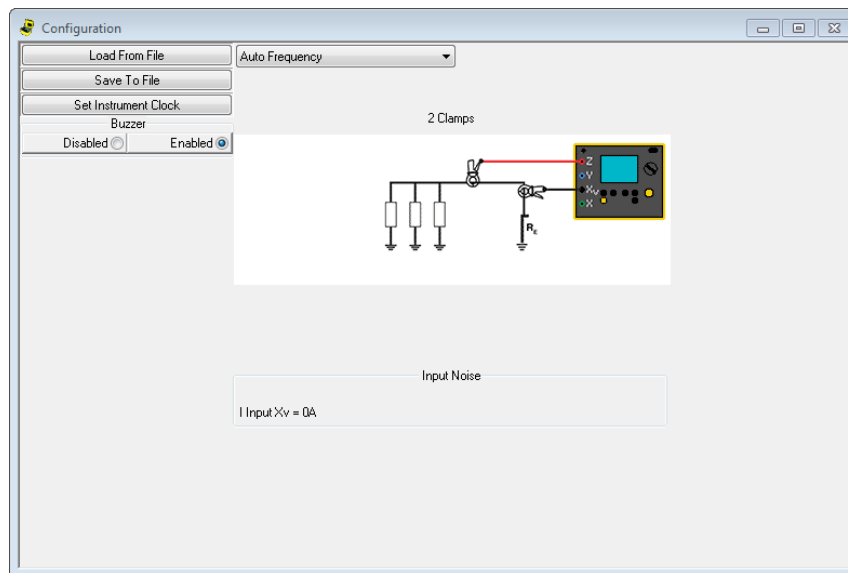 Configuration
Load From File
Auto Frequency
Save To File
Set Instrument Clock
Buzzer
Disabled
Enabled
2 Clamps
Z
Y
Xv
X
RE
Input Noise
I Input Xv = 0A